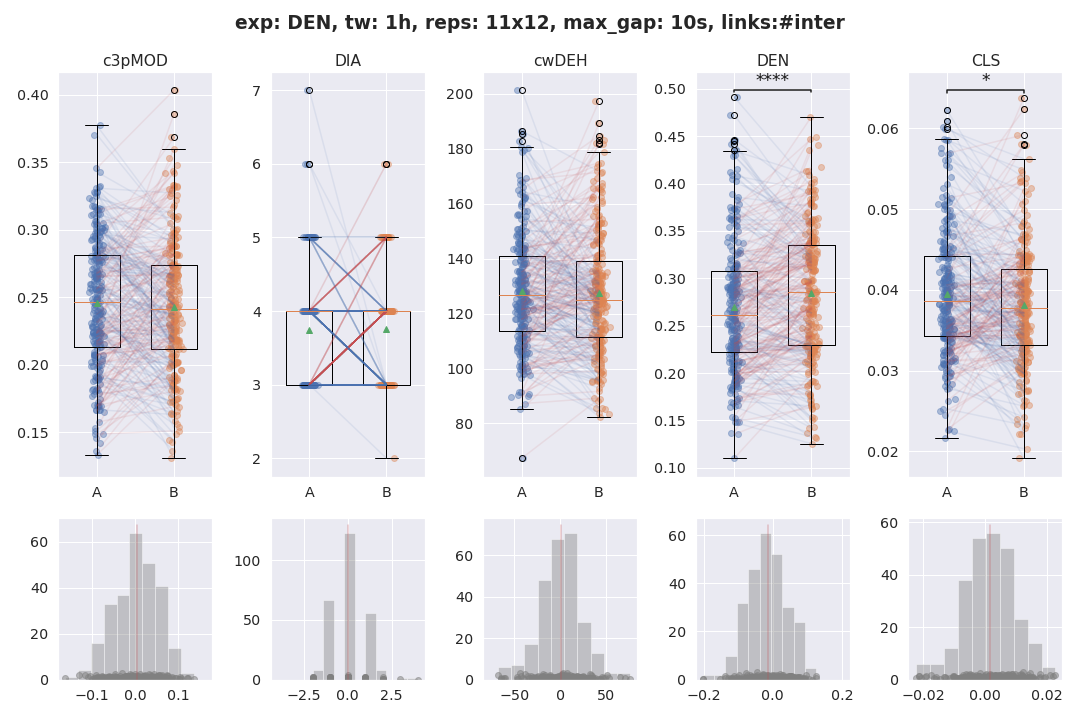 exp: DEN, tw: 1h, reps: 11x12, max_gap: 10s, links:#inter
c3pMOD DIA cwDEH DEN CLS
**** *
0.40 0.35 0.30 0.25 0.20 0.15
A B
7 6 5 4 3 2
A B
200 180 160 140 120 100 80
A B
0.50 0.45 0.40 0.35 0.30 0.25 0.20 0.15 0.10
A B
0.06 0.05 0.04 0.03 0.02
A B
60 40 20 0
−0.1 0.0 0.1
100 50 0
−2.5 0.0 2.5
60 40 20 0
−50 0 50
60 40 20 0
−0.2 0.0 0.2
60 40 20 0
−0.02 0.00 0.02